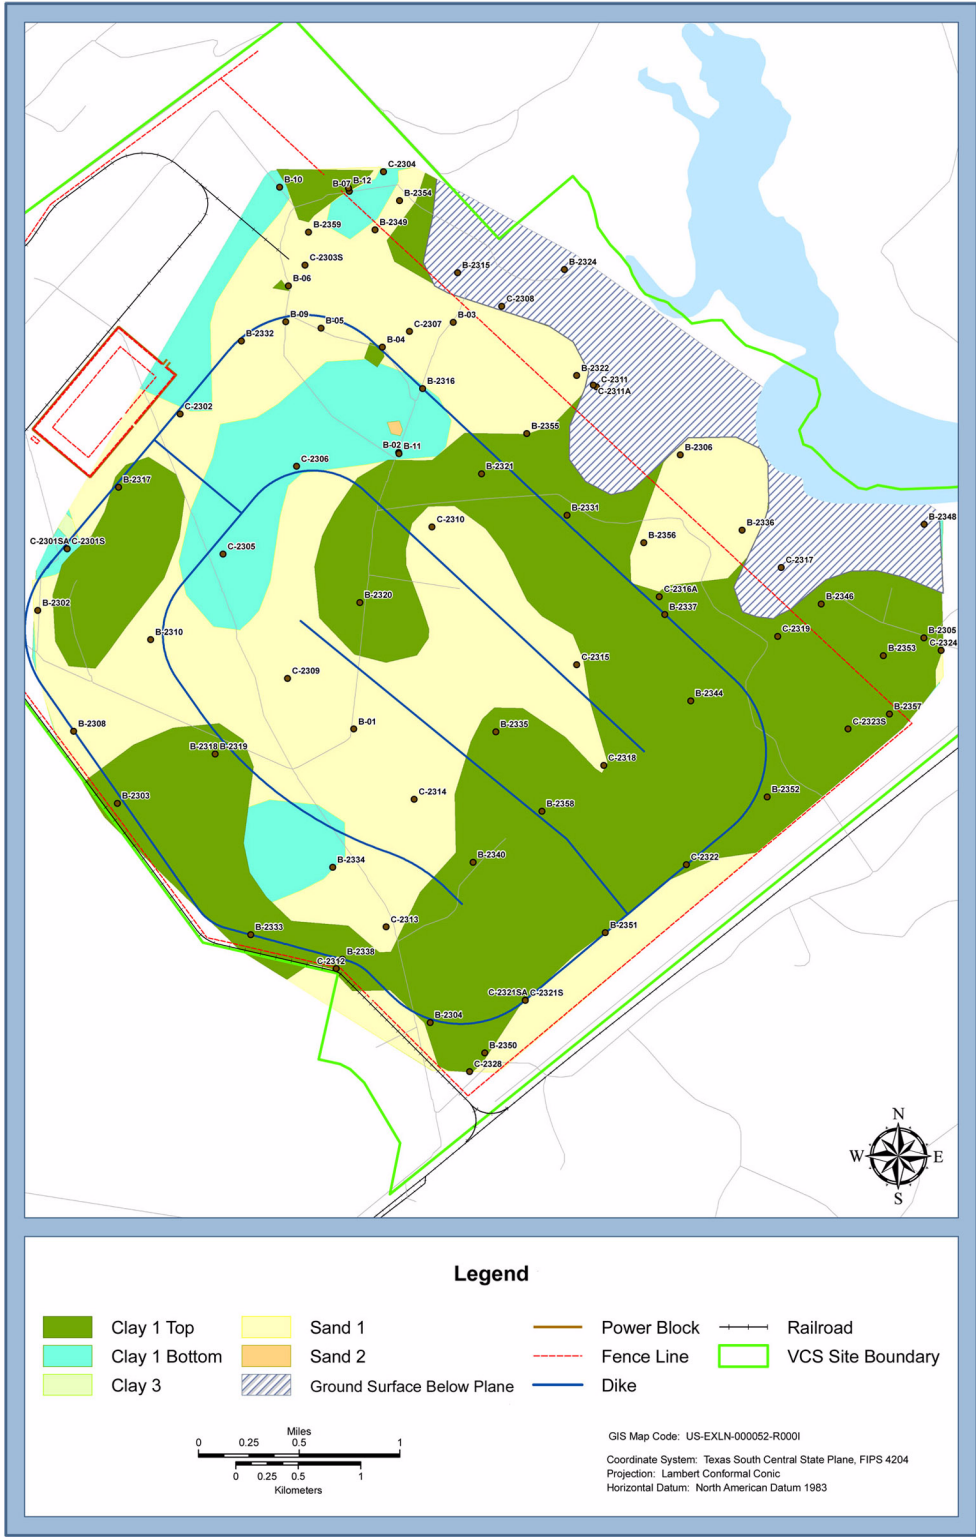 C-2304
B-10
B-07
B-12
B-2354
B-2359
B-2349
C-2303S
B-2315
B-2324
B-06
C-2308
B-09
B-05
C-2307
B-03
B-2332
B-04
B-2322
C-2311
C-2311A
B-2316
C-2302
B-2355
B-02
B-11
B-2306
C-2306
B-2321
B-2317
B-2331
C-2310
B-2336
B-2348
B-2356
C-2301SA
C-2301S
C-2305
C-2317
B-2302
B-2320
C-2316A
B-2337
B-2346
B-2310
C-2319
B-2305
C-2324
B-2353
C-2315
C-2309
B-2344
B-2357
B-2308
B-01
B-2335
C-2323S
B-2318
B-2319
C-2318
B-2303
C-2314
B-2352
B-2358
B-2334
B-2340
C-2322
C-2313
B-2333
B-2351
B-2338
C-2312
C-2321SA
C-2321S
B-2304
B-2350
C-2328
N
W
E
S
Legend
Clay 1 Top
Sand 1
Power Block
Railroad
Clay 1 Bottom
Sand 2
Fence Line
VCS Site Boundary
Clay 3
Ground Surface Below Plane
Dike
Miles
0 0.25 0.5 1
0 0.25 0.5 1
Kilometers
GIS Map Code: US-EXLN-000052-R000I
Coordinate System: Texas South Central State Plane, FIPS 4204
Projection: Lambert Conformal Conic
Horizontal Datum: North American Datum 1983